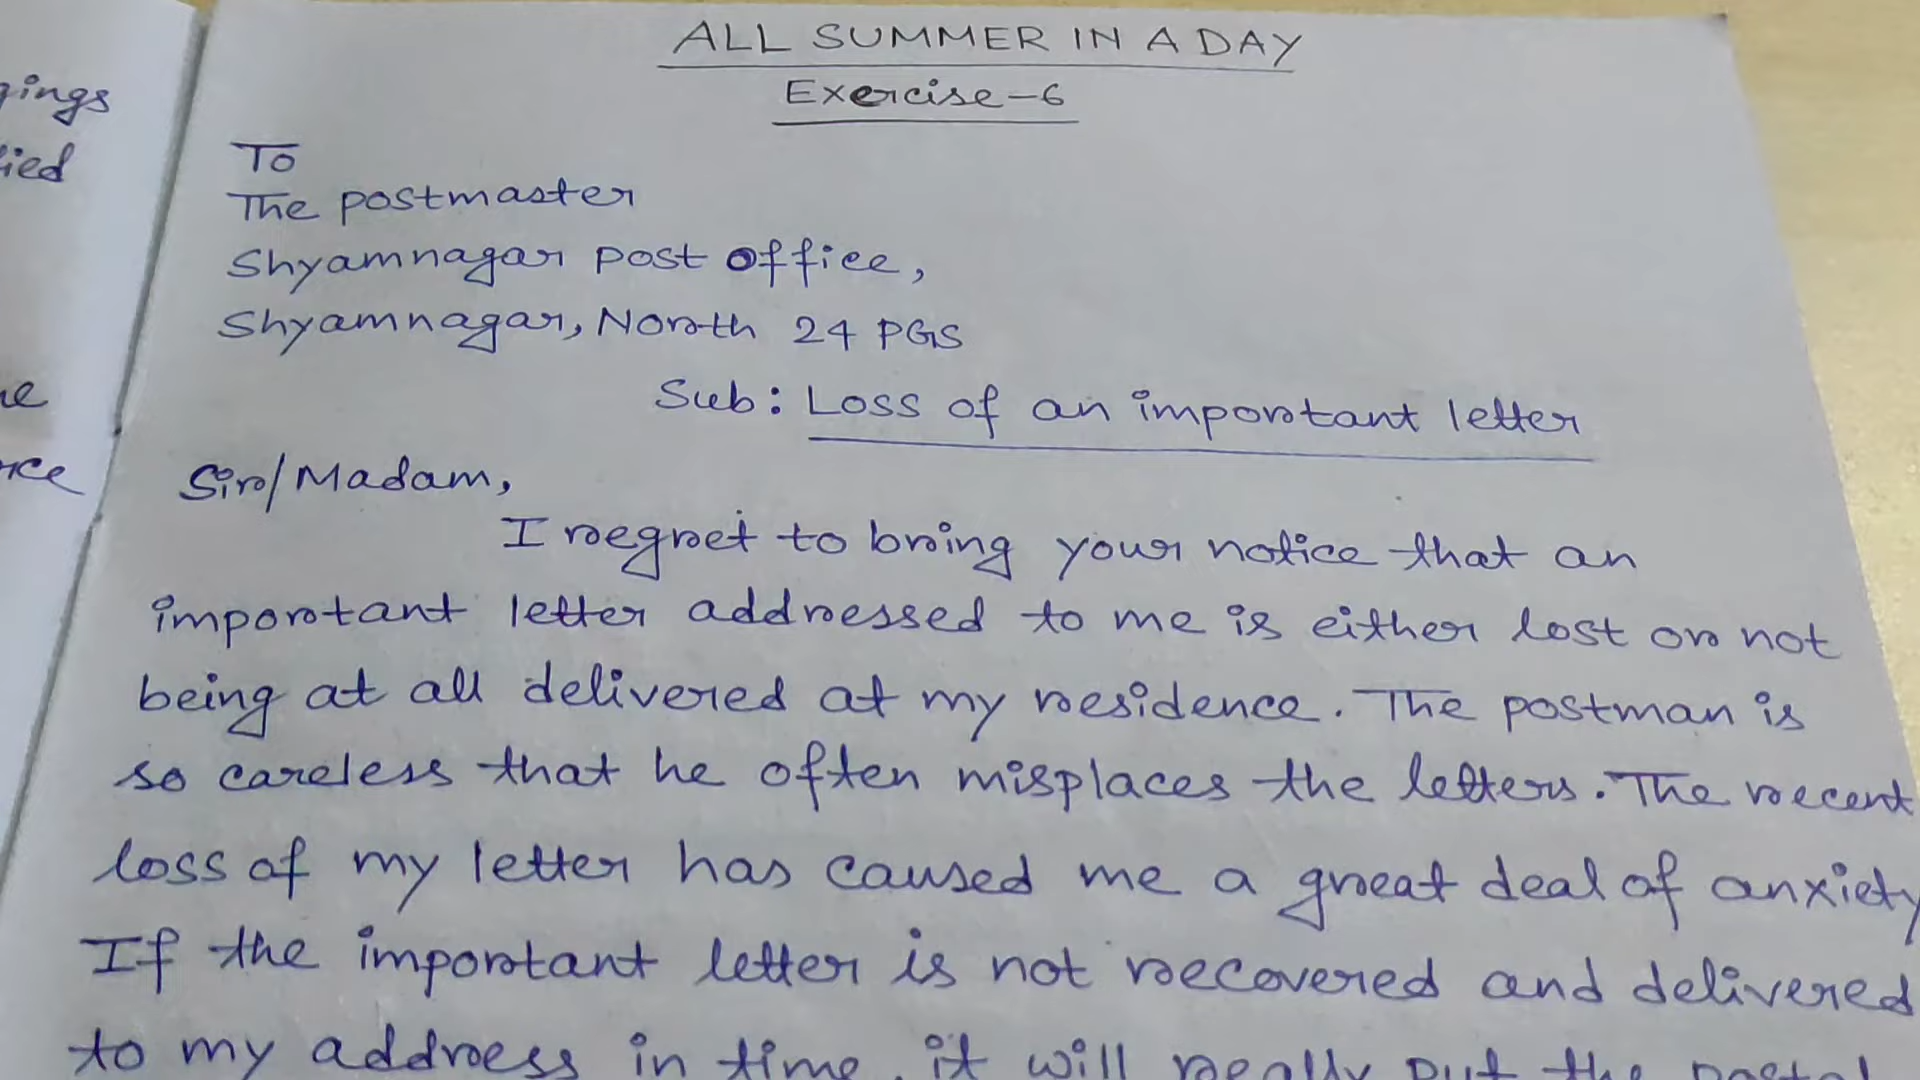 ALL SUMMER IN A DAY
Exercise-6
To
The postmaster
Shyamnagar post office,
Shyamnagar, North 24 PGS
Sub: Loss of an important letter
Sir/Madam,
I regret to bring your notice that an
important letter addressed to me is either lost or not
being at all delivered at my residence. The postman is
so careless that he often misplaces the letters. The recent
loss of my letter has caused me a great deal of anxiety
If the important letter is not recovered and delivered
to my address in time, it will really put the postal